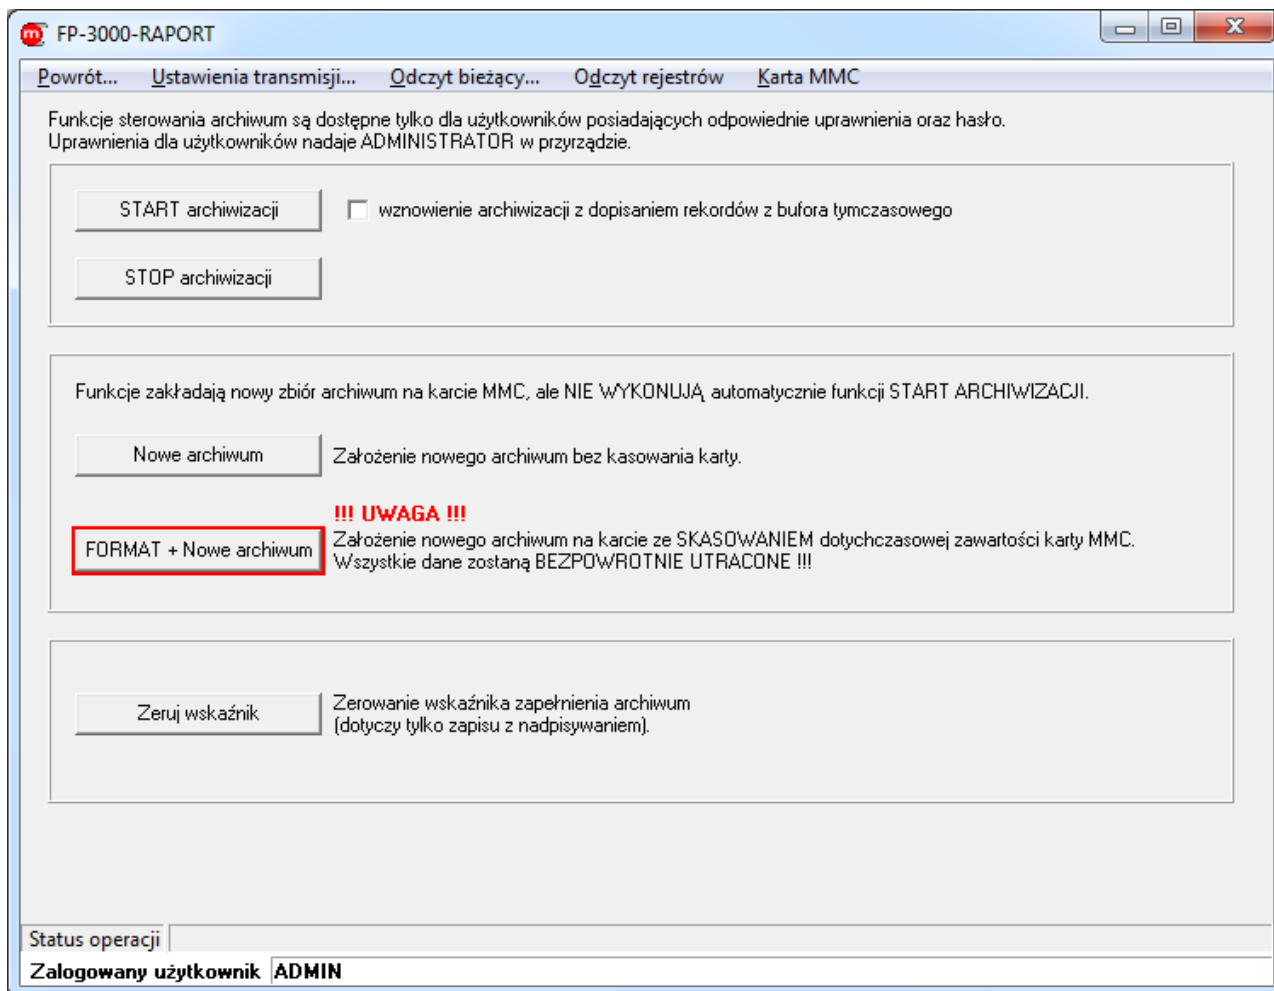 FP-3000-RAPORT
Powrót... Ustawienia transmisji... Odczyt bieżący... Odczyt rejestrów Karta MMC
Funkcje sterowania archiwum są dostępne tylko dla użytkowników posiadających odpowiednie uprawnienia oraz hasło.
Uprawnienia dla użytkowników nadaje ADMINISTRATOR w przyrządzie.
START archiwizacji wznowienie archiwizacji z dopisaniem rekordów z bufora tymczasowego
STOP archiwizacji
Funkcje zakładają nowy zbiór archiwum na karcie MMC, ale NIE WYKONUJĄ automatycznie funkcji START ARCHIWIZACJI.
Nowe archiwum Założenie nowego archiwum bez kasowania karty.
!!! UWAGA !!!
FORMAT + Nowe archiwum Założenie nowego archiwum na karcie ze SKASOWANIEM dotychczasowej zawartości karty MMC.
Wszystkie dane zostaną BEZPOWROTNIE UTRACONE !!!
Zeruj wskaźnik Zerowanie wskaźnika zapełnienia archiwum
(dotyczy tylko zapisu z nadpisywaniem).
Status operacji
Zalogowany użytkownik ADMIN